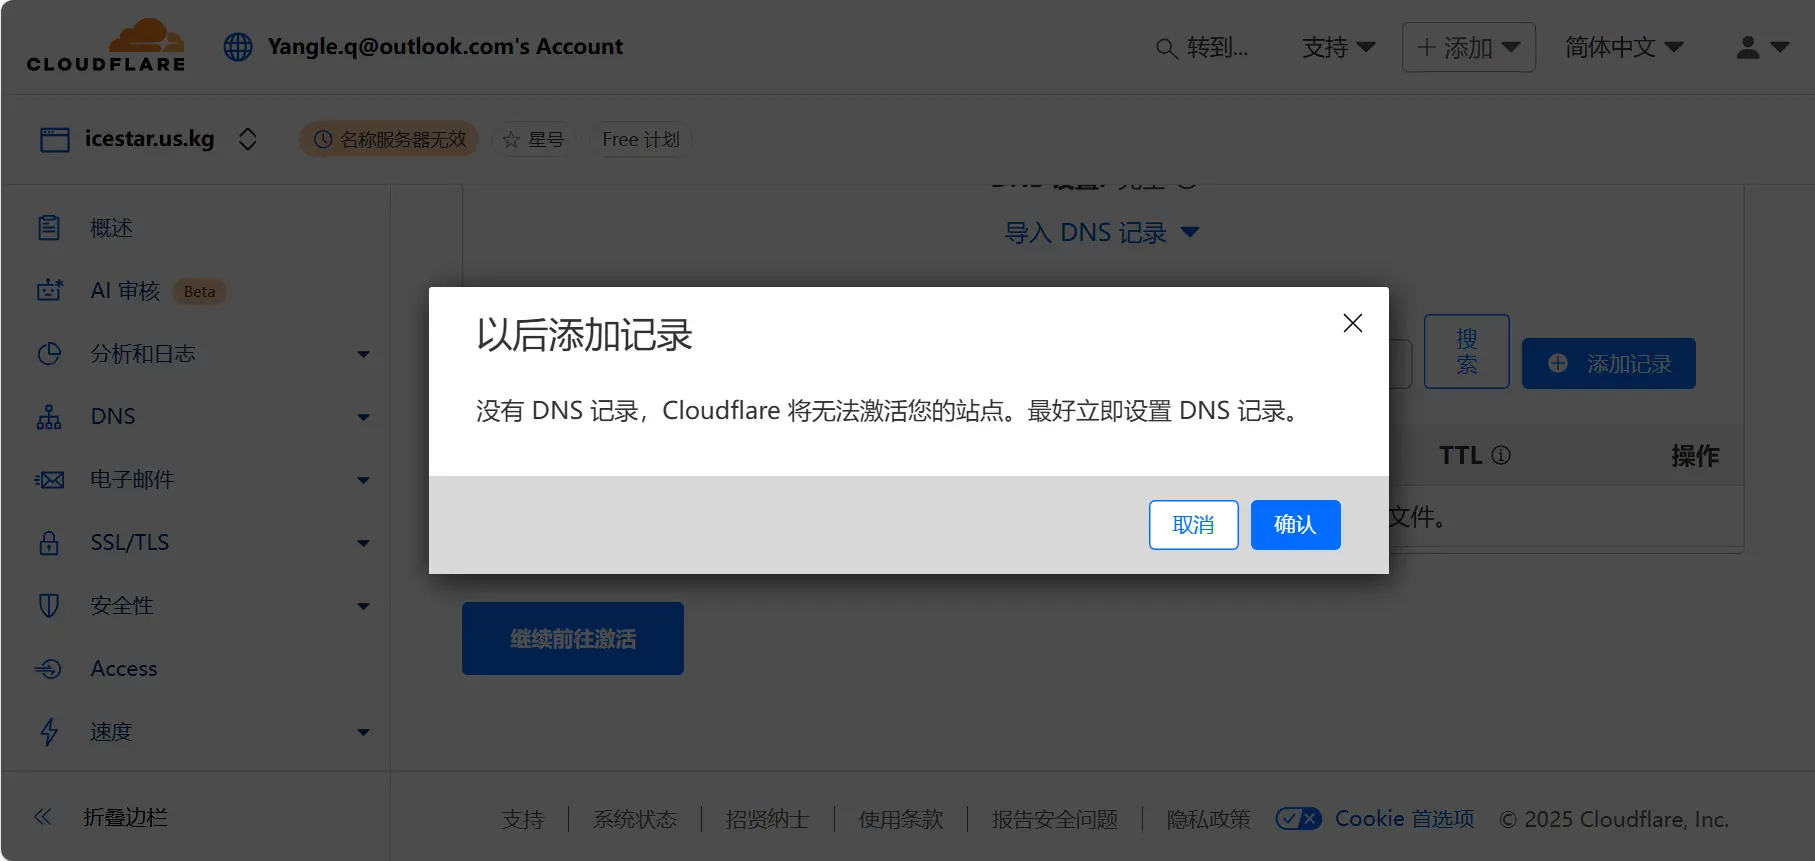 CLOUDFLARE
Yangle.q@outlook.com's Account
转到...
支持
添加
简体中文
icestar.us.kg
名称服务器无效
星号
Free 计划
概述
AI 审核
Beta
分析和日志
DNS
电子邮件
SSL/TLS
安全性
Access
速度
折叠边栏
导入 DNS 记录
以后添加记录
没有 DNS 记录，Cloudflare 将无法激活您的站点。最好立即设置 DNS 记录。
取消
确认
搜
索
添加记录
TTL
操作
文件。
继续前往激活
支持
系统状态
招贤纳士
使用条款
报告安全问题
隐私政策
Cookie 首选项
© 2025 Cloudflare, Inc.